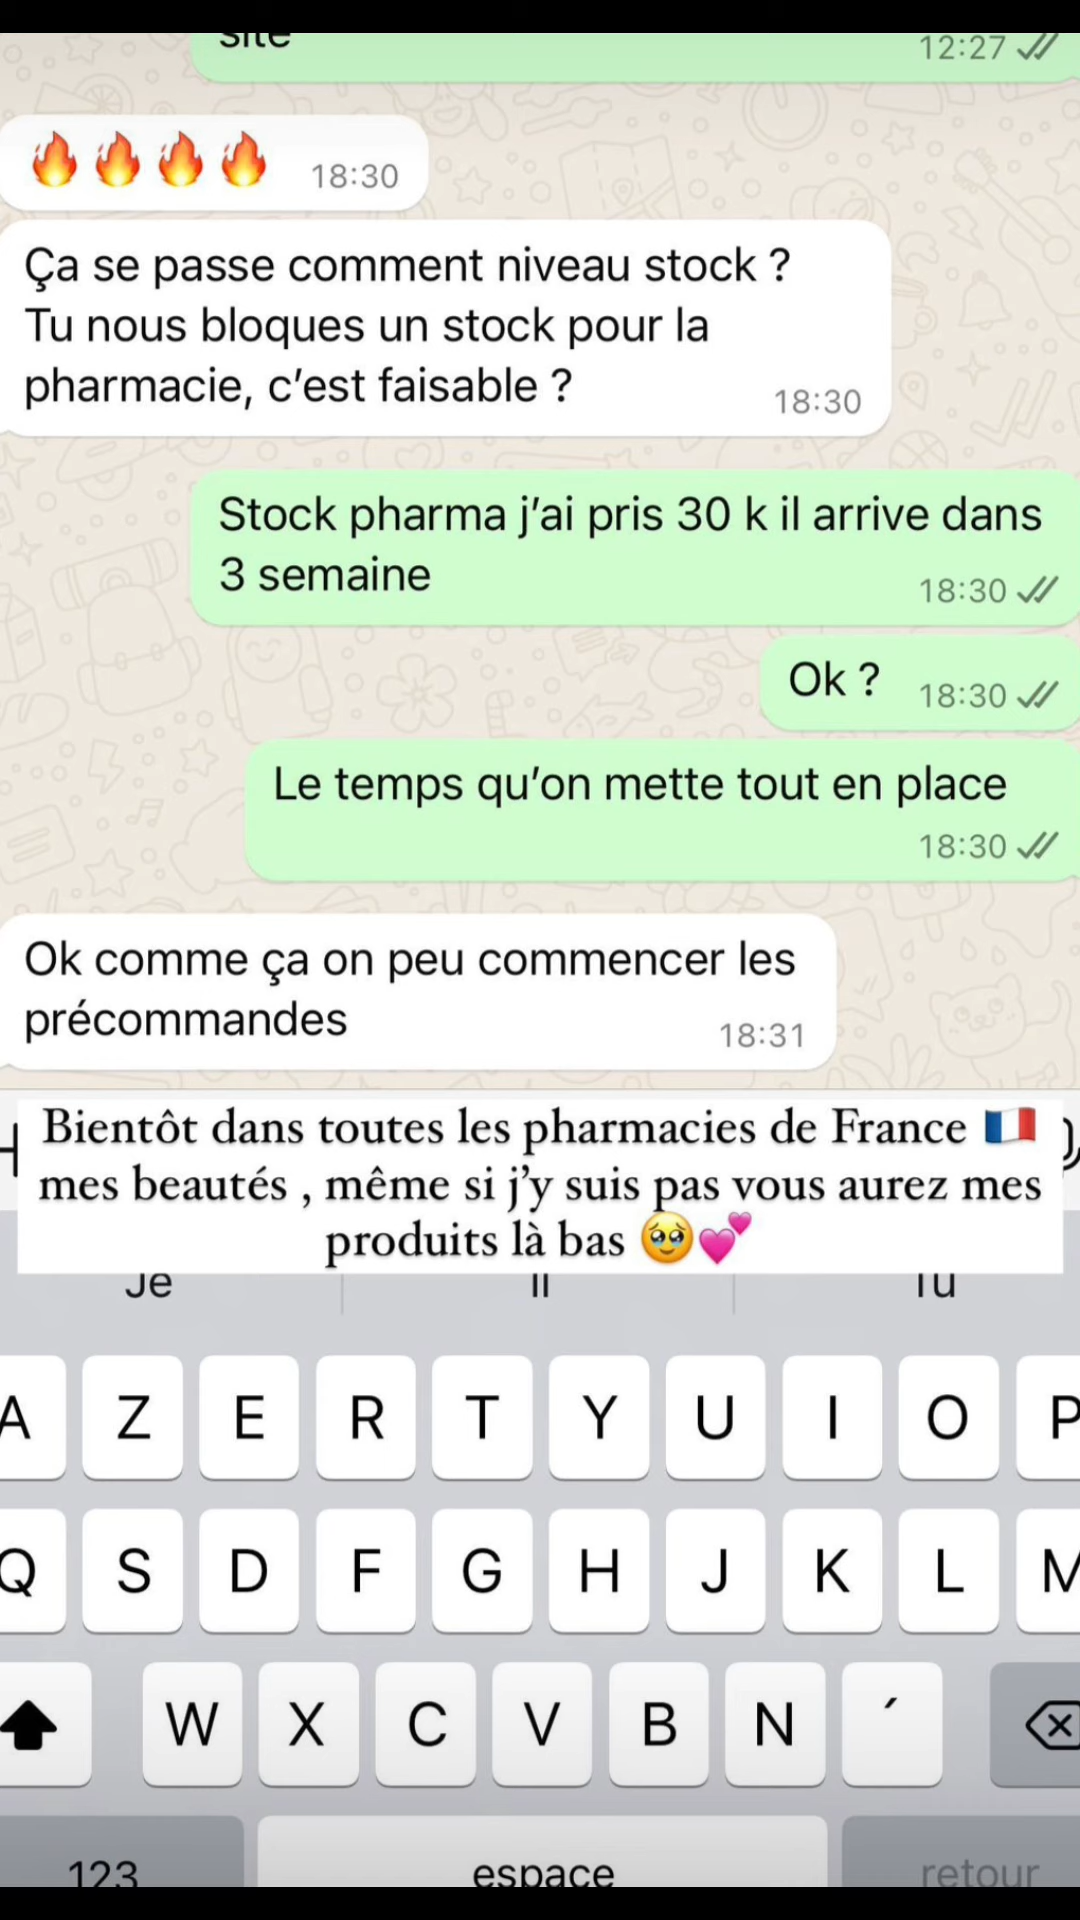 site
12:27
🔥🔥🔥🔥 18:30
Ça se passe comment niveau stock ?
Tu nous bloques un stock pour la
pharmacie, c'est faisable ?
18:30
Stock pharma j'ai pris 30 k il arrive dans
3 semaine
18:30
Ok ? 18:30
Le temps qu'on mette tout en place
18:30
Ok comme ça on peu commencer les
précommandes
18:31
Bientôt dans toutes les pharmacies de France 🇫🇷
mes beautés , même si j'y suis pas vous aurez mes
produits là bas 🥹💕
Je Il Tu
A Z E R T Y U I O P
Q S D F G H J K L M
W X C V B N ´
123 espace retour